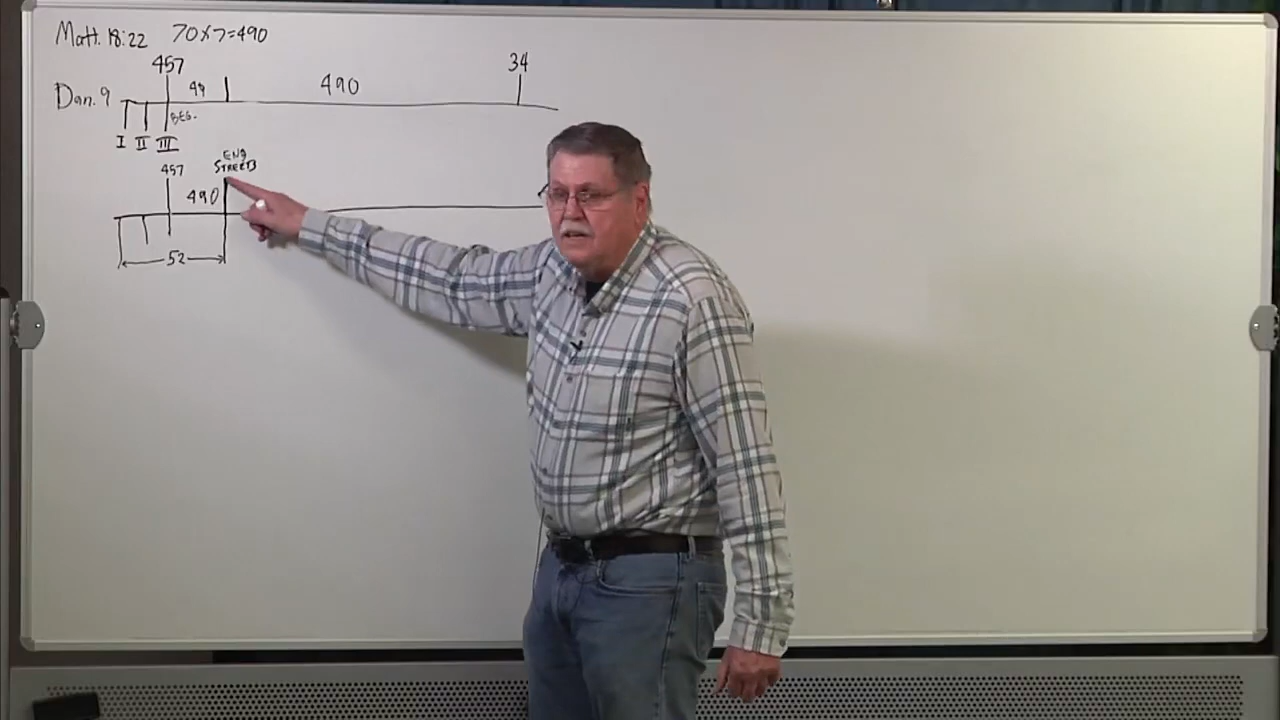 Matt. 18:22 70x7=490
457 34
Dan. 9 49 490
BEG.
I II III
END
STREETS
457
490
52